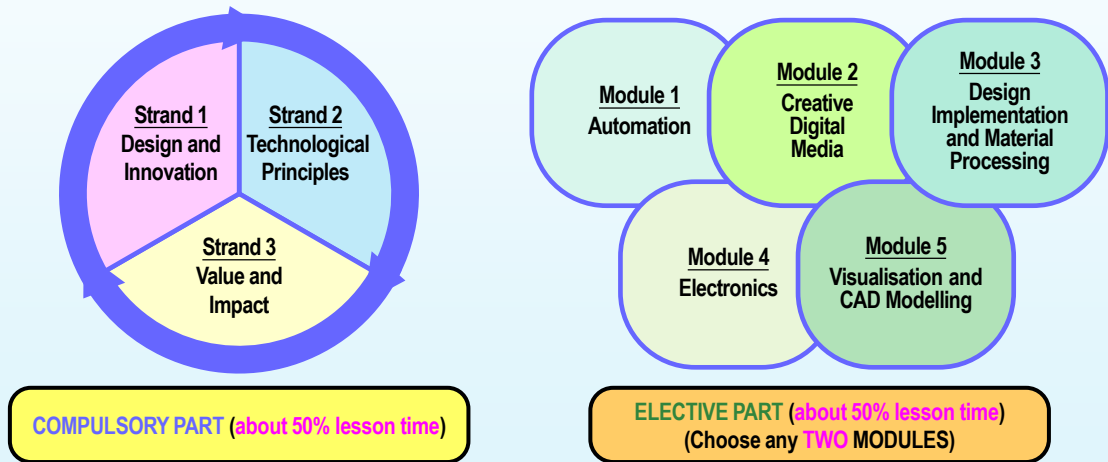 Strand 1
Design and
Innovation
Strand 2
Technological
Principles
Strand 3
Value and
Impact
COMPULSORY PART (about 50% lesson time)
Module 1
Automation
Module 2
Creative
Digital
Media
Module 3
Design
Implementation
and Material
Processing
Module 4
Electronics
Module 5
Visualisation and
CAD Modelling
ELECTIVE PART (about 50% lesson time)
(Choose any TWO MODULES)